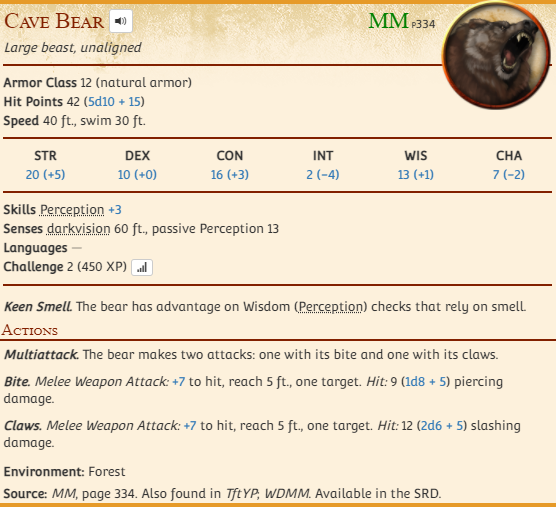 Cave Bear
MM P334
Large beast, unaligned
Armor Class 12 (natural armor)
Hit Points 42 (5d10 + 15)
Speed 40 ft., swim 30 ft.
STR DEX CON INT WIS CHA
20 (+5) 10 (+0) 16 (+3) 2 (−4) 13 (+1) 7 (−2)
Skills Perception +3
Senses darkvision 60 ft., passive Perception 13
Languages —
Challenge 2 (450 XP)
Keen Smell. The bear has advantage on Wisdom (Perception) checks that rely on smell.
Actions
Multiattack. The bear makes two attacks: one with its bite and one with its claws.
Bite. Melee Weapon Attack: +7 to hit, reach 5 ft., one target. Hit: 9 (1d8 + 5) piercing
damage.
Claws. Melee Weapon Attack: +7 to hit, reach 5 ft., one target. Hit: 12 (2d6 + 5) slashing
damage.
Environment: Forest
Source: MM, page 334. Also found in TftYP; WDMM. Available in the SRD.